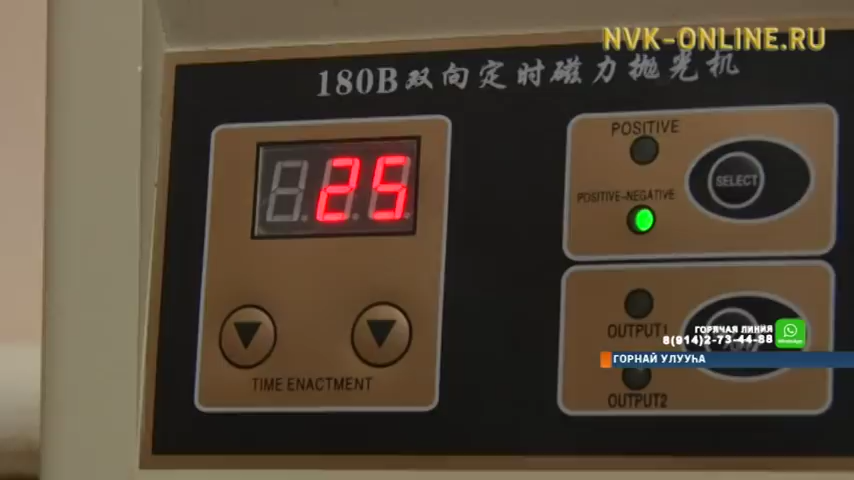 NVK-ONLINE.RU
180B双向定时磁力抛光机
POSITIVE
25
SELECT
POSITIVE-NEGATIVE
ГОРЯЧАЯ ЛИНИЯ
OUTPUT1
8(914)2-73-44-88
WhatsApp
ГОРНАЙ УЛУУҺА
TIME ENACTMENT
OUTPUT2